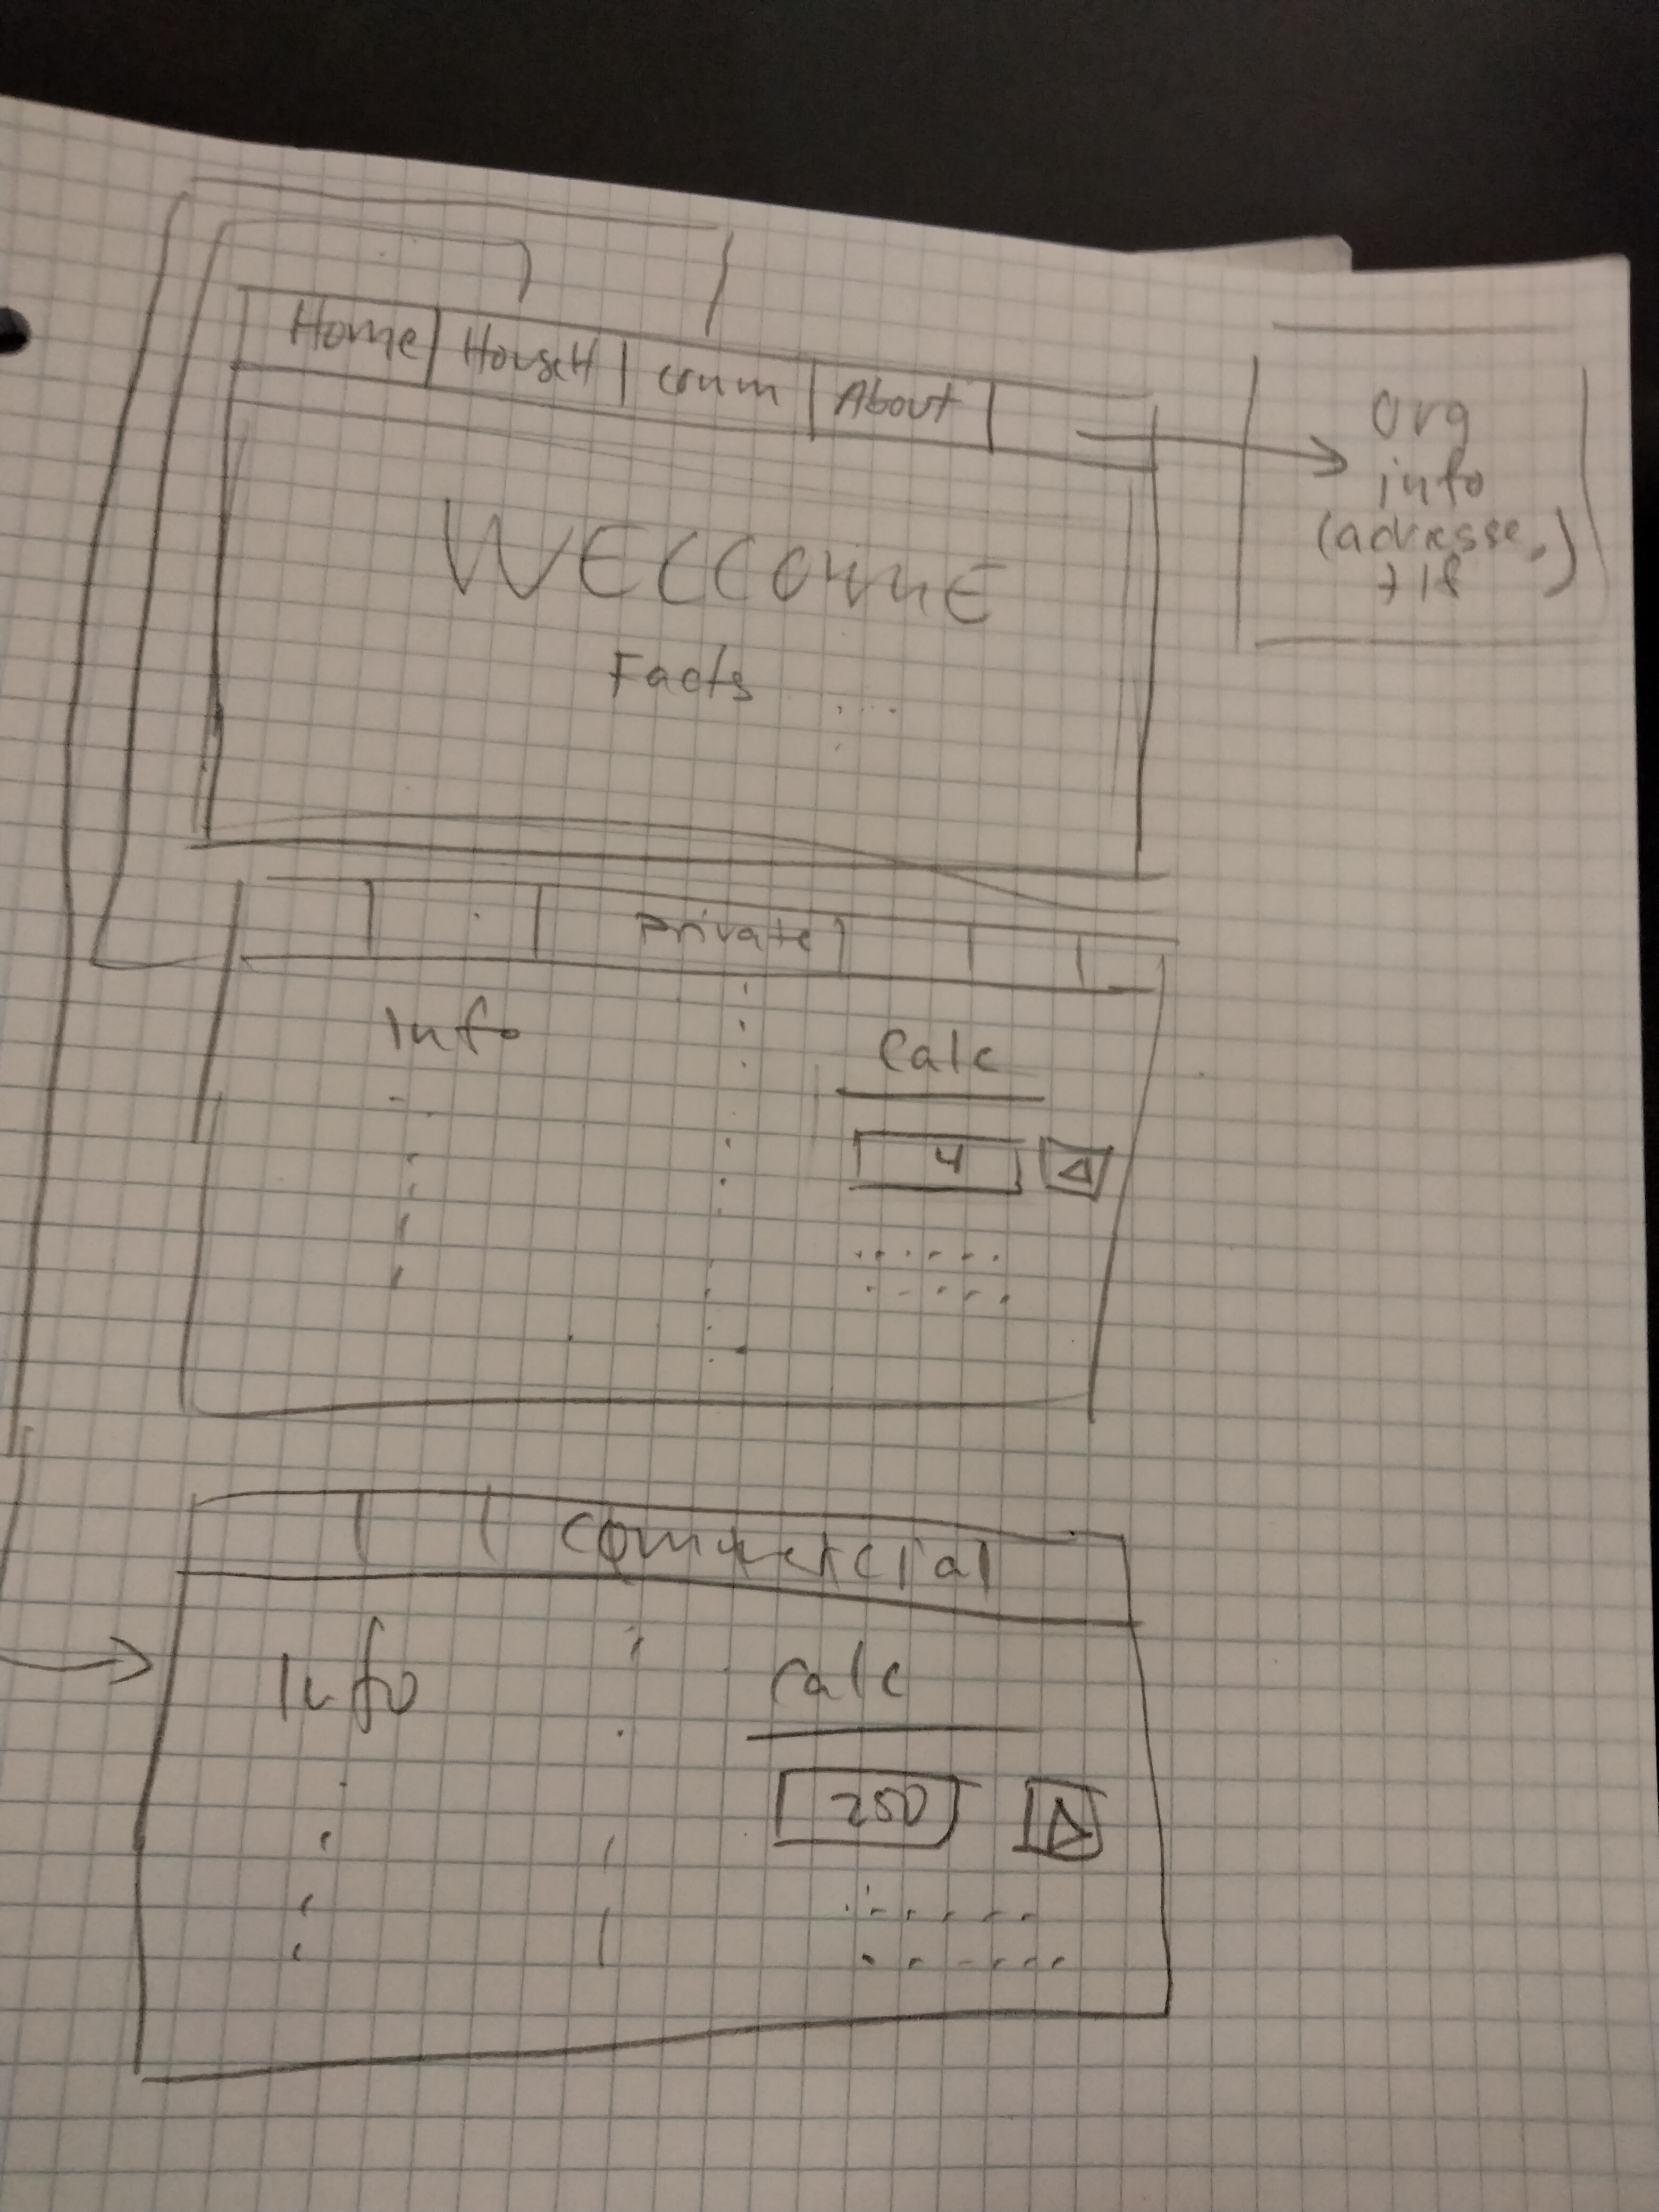 Home HouseH comm About
Org
info
(adresse,)
tlf
WELCOME
Facts
Private
Info
Calc
4
Commercial
Info
Calc
250